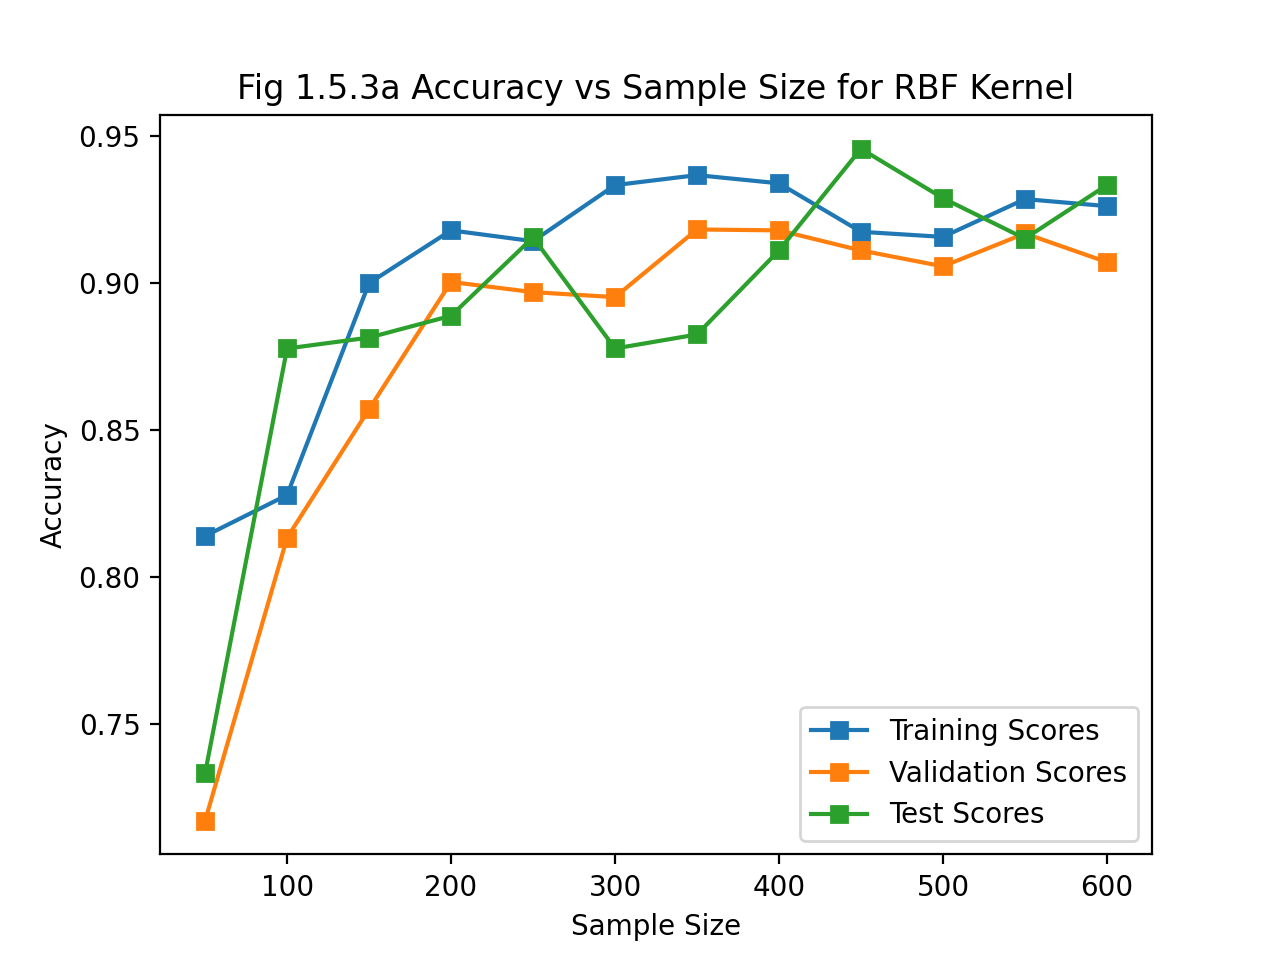 Fig 1.5.3a Accuracy vs Sample Size for RBF Kernel
0.95
0.90
0.85
0.80
0.75
Accuracy
Training Scores
Validation Scores
Test Scores
100 200 300 400 500 600
Sample Size